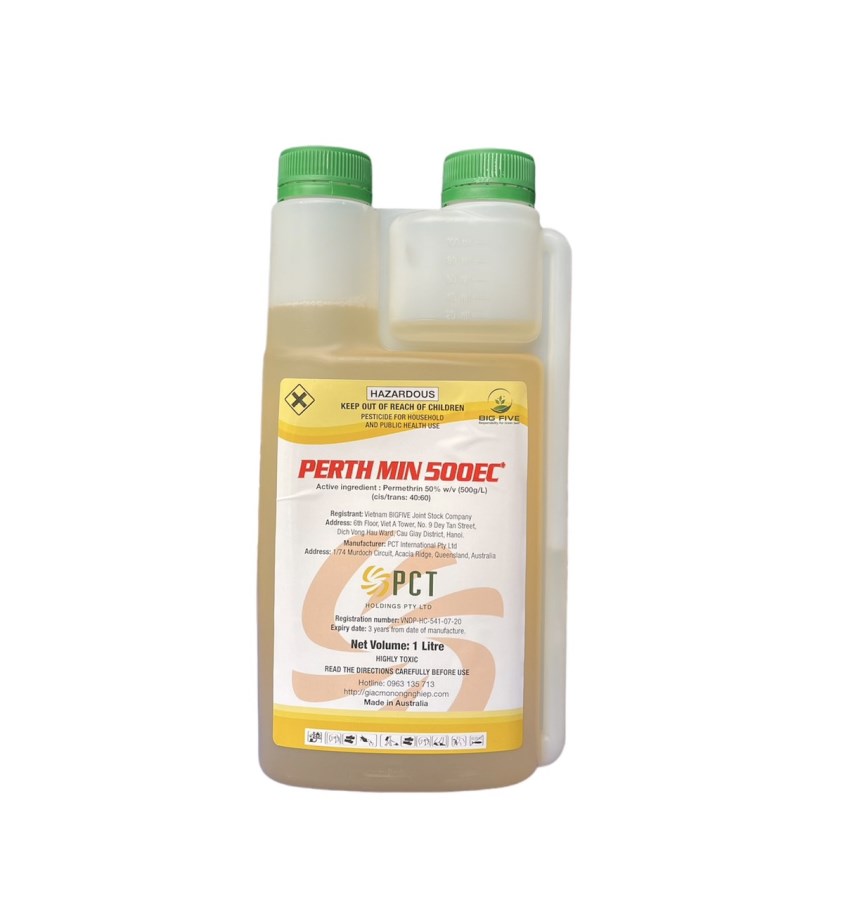 HAZARDOUS
KEEP OUT OF REACH OF CHILDREN
PESTICIDE FOR HOUSEHOLD
AND PUBLIC HEALTH USE
BIG FIVE
PERTH MIN 500EC
Active ingredient : Permethrin 50% w/v (500g/L)
(cis/trans: 40:60)
Registrant: Vietnam BIGFIVE Joint Stock Company
Address: 6th Floor, Viet A Tower, No. 9 Dey Tan Street,
Dich Vong Hau Ward, Cau Giay District, Hanoi.
Manufacturer: PCT International Pty Ltd
Address: 1/74 Murdoch Circuit, Acacia Ridge, Queensland, Australia
PCT
HOLDINGS PTY LTD
Registration number: VNDP-HC-541-07-20
Expiry date: 3 years from date of manufacture.
Net Volume: 1 Litre
HIGHLY TOXIC
READ THE DIRECTIONS CAREFULLY BEFORE USE
Hotline: 0963 135 713
http://giacmonongnghiep.com
Made in Australia